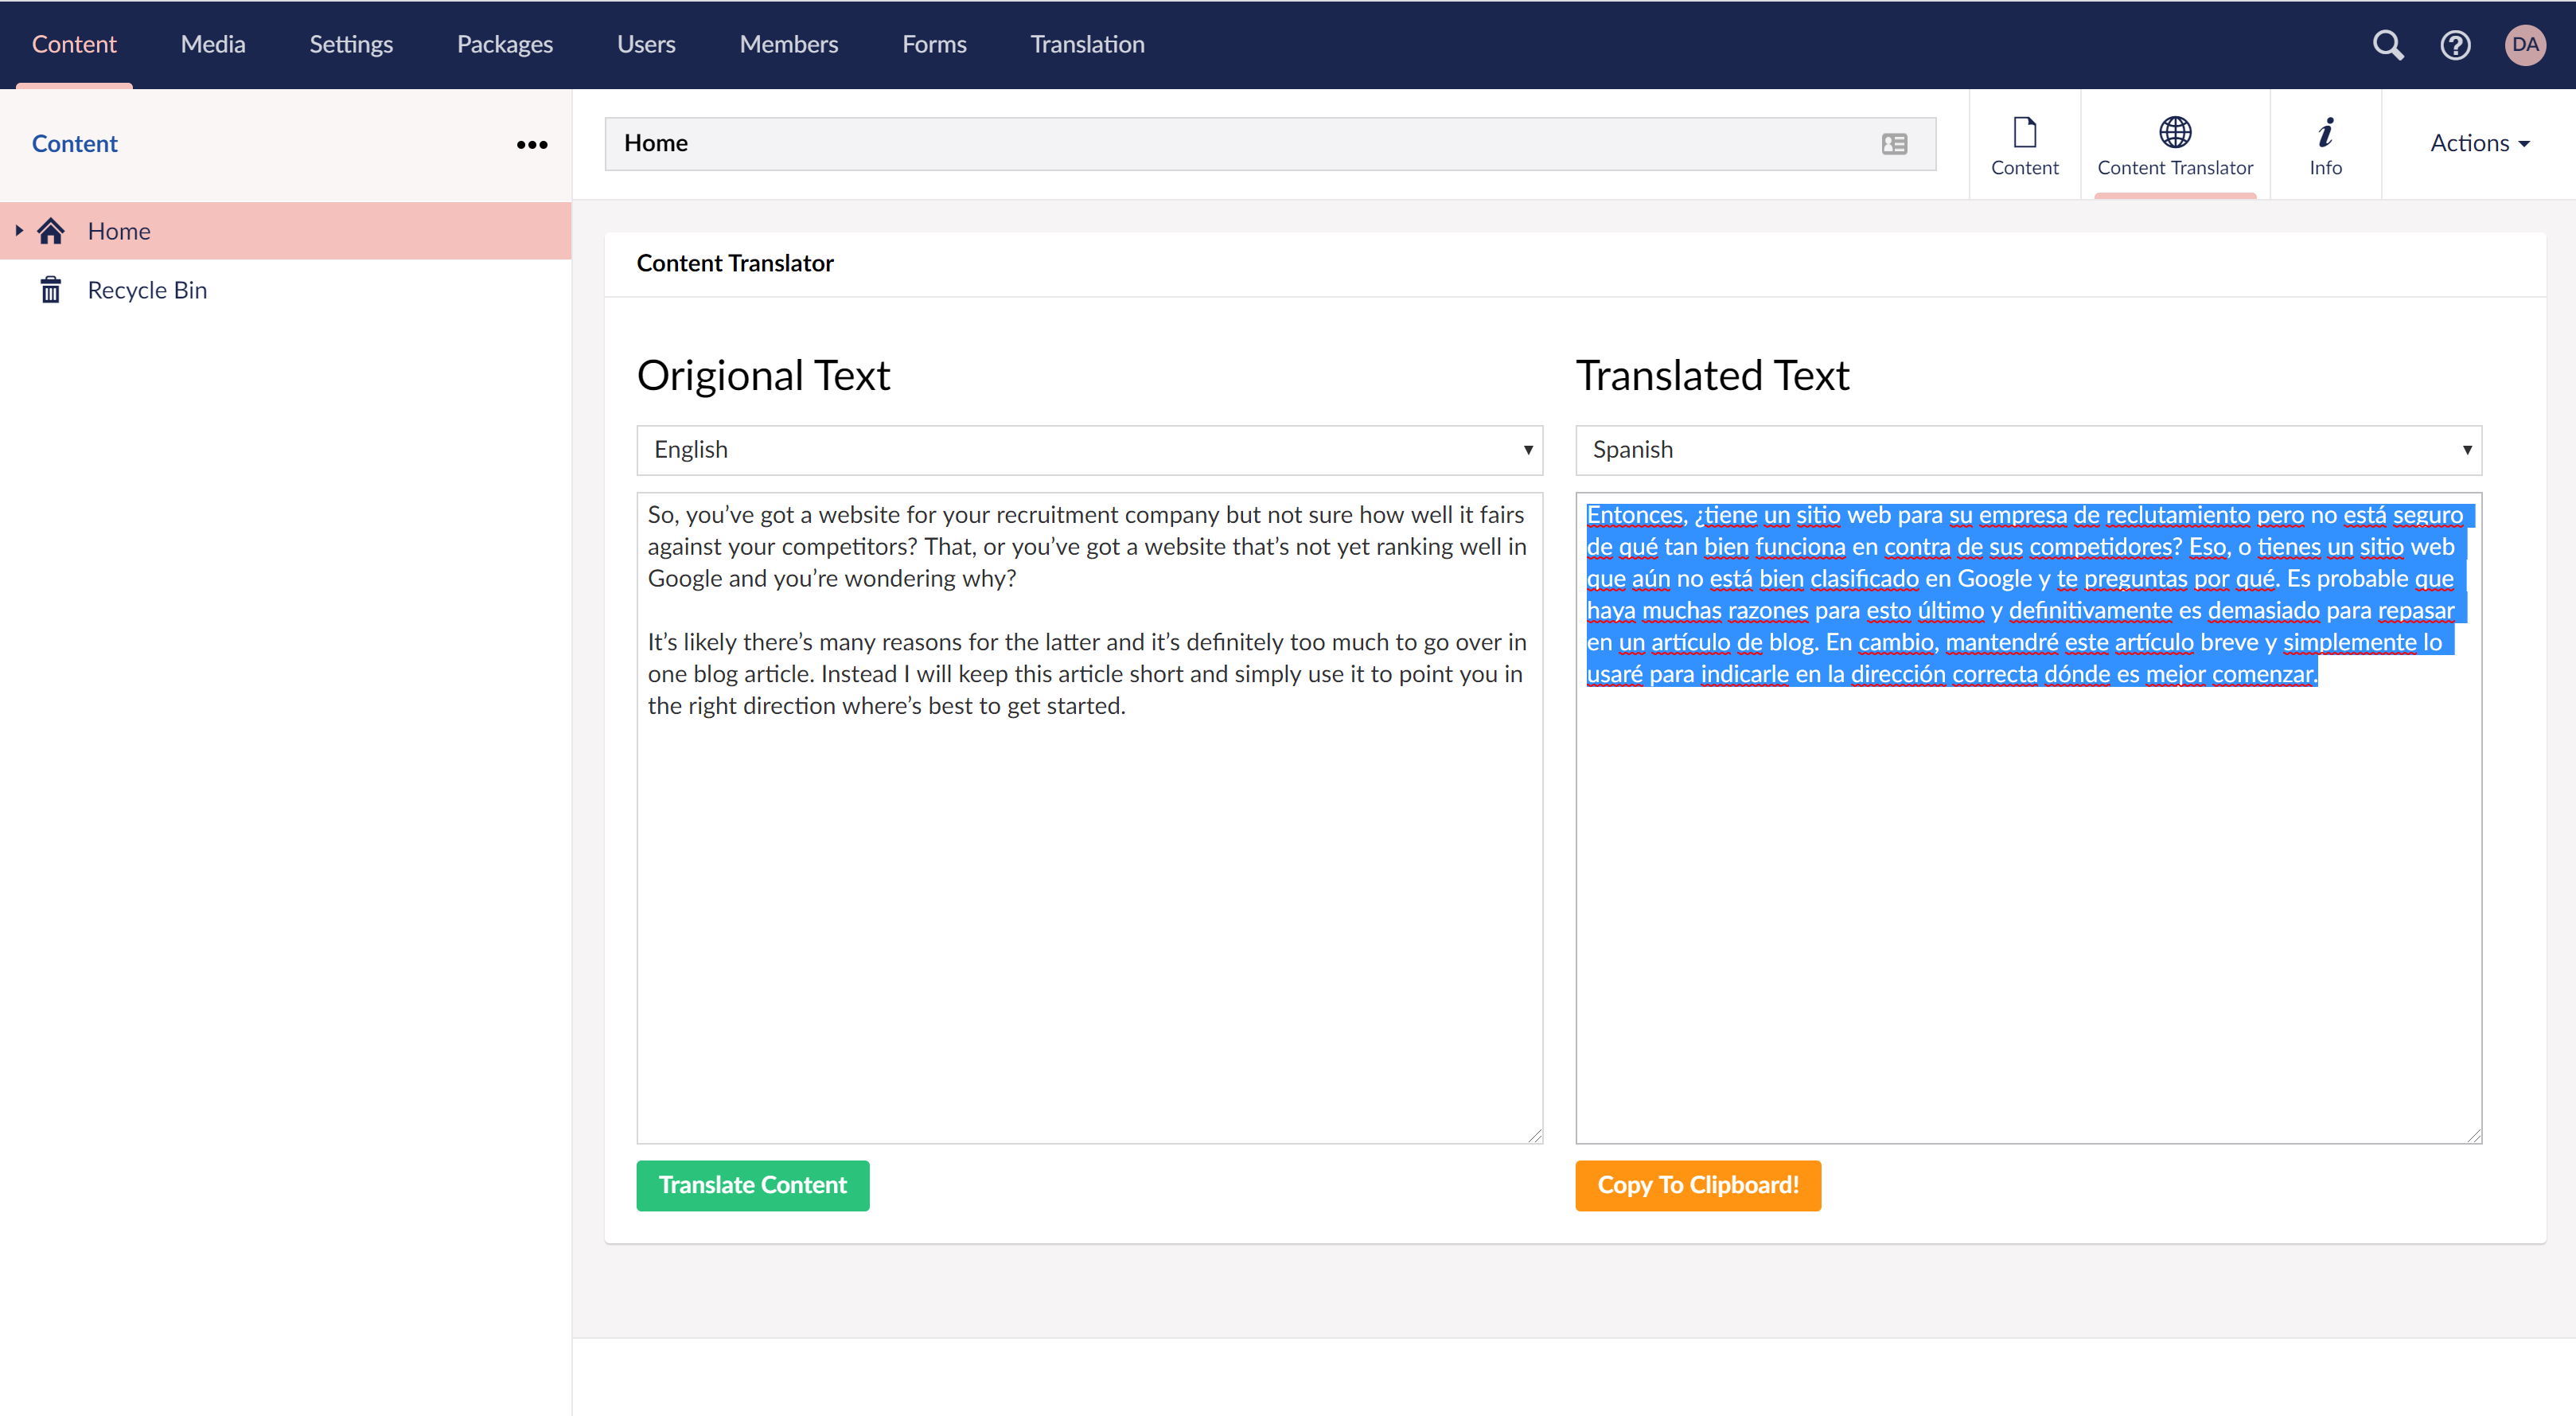 Content Media Settings Packages Users Members Forms Translation DA
Content
Home
Recycle Bin
Home
Content
Content Translator
Info
Actions
Content Translator
Origional Text
English
So, you’ve got a website for your recruitment company but not sure how well it fairs
against your competitors? That, or you’ve got a website that’s not yet ranking well in
Google and you’re wondering why?
It’s likely there’s many reasons for the latter and it’s definitely too much to go over in
one blog article. Instead I will keep this article short and simply use it to point you in
the right direction where’s best to get started.
Translate Content
Translated Text
Spanish
Entonces, ¿tiene un sitio web para su empresa de reclutamiento pero no está seguro
de qué tan bien funciona en contra de sus competidores? Eso, o tienes un sitio web
que aún no está bien clasificado en Google y te preguntas por qué. Es probable que
haya muchas razones para esto último y definitivamente es demasiado para repasar
en un artículo de blog. En cambio, mantendré este artículo breve y simplemente lo
usaré para indicarle en la dirección correcta dónde es mejor comenzar.
Copy To Clipboard!